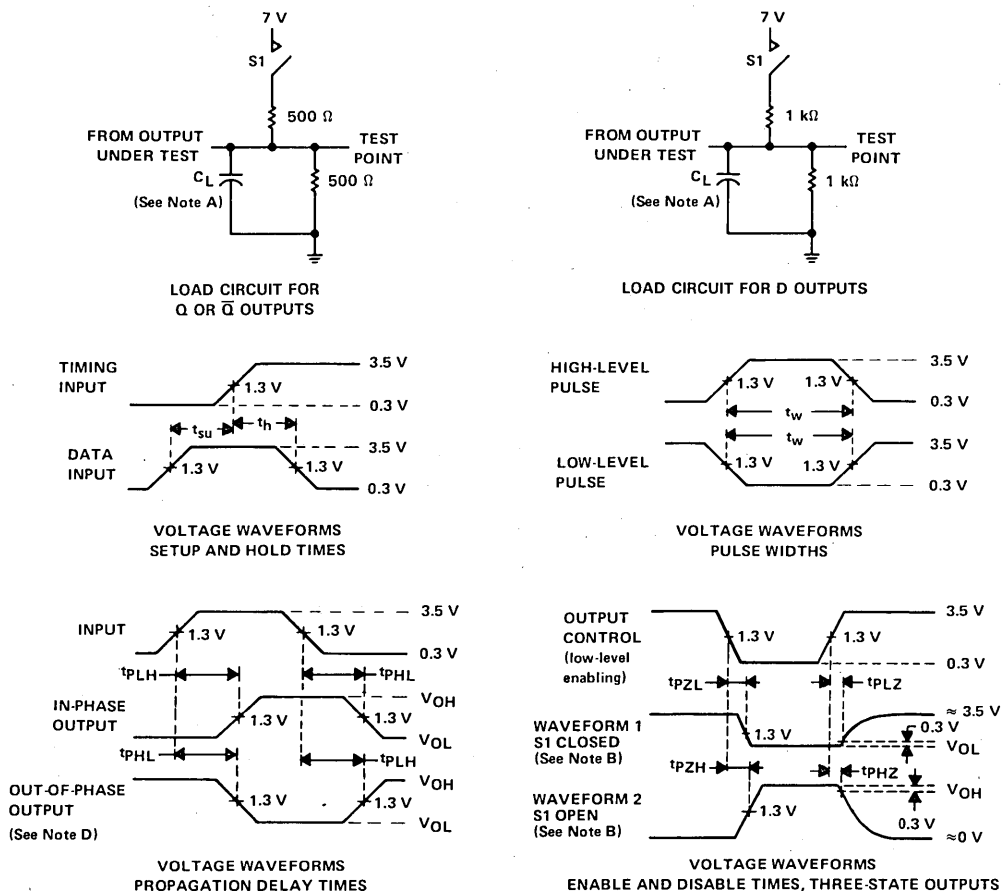 7 V
S1
500 Ω
FROM OUTPUT
UNDER TEST
TEST
POINT
C_L
(See Note A)
500 Ω
LOAD CIRCUIT FOR
Q OR Q̅ OUTPUTS
7 V
S1
1 kΩ
FROM OUTPUT
UNDER TEST
TEST
POINT
C_L
(See Note A)
1 kΩ
LOAD CIRCUIT FOR D OUTPUTS
TIMING
INPUT
3.5 V
1.3 V
0.3 V
t_su
t_h
DATA
INPUT
3.5 V
1.3 V
1.3 V
0.3 V
VOLTAGE WAVEFORMS
SETUP AND HOLD TIMES
HIGH-LEVEL
PULSE
3.5 V
1.3 V
1.3 V
0.3 V
t_w
t_w
LOW-LEVEL
PULSE
3.5 V
1.3 V
1.3 V
0.3 V
VOLTAGE WAVEFORMS
PULSE WIDTHS
INPUT
3.5 V
1.3 V
1.3 V
0.3 V
t_PLH
t_PHL
IN-PHASE
OUTPUT
V_OH
1.3 V
1.3 V
V_OL
t_PHL
t_PLH
OUT-OF-PHASE
OUTPUT
(See Note D)
V_OH
1.3 V
1.3 V
V_OL
VOLTAGE WAVEFORMS
PROPAGATION DELAY TIMES
OUTPUT
CONTROL
(low-level
enabling)
3.5 V
1.3 V
1.3 V
0.3 V
t_PZL
t_PLZ
WAVEFORM 1
S1 CLOSED
(See Note B)
≈ 3.5 V
0.3 V
1.3 V
V_OL
t_PZH
t_PHZ
WAVEFORM 2
S1 OPEN
(See Note B)
V_OH
1.3 V
0.3 V
≈0 V
VOLTAGE WAVEFORMS
ENABLE AND DISABLE TIMES, THREE-STATE OUTPUTS